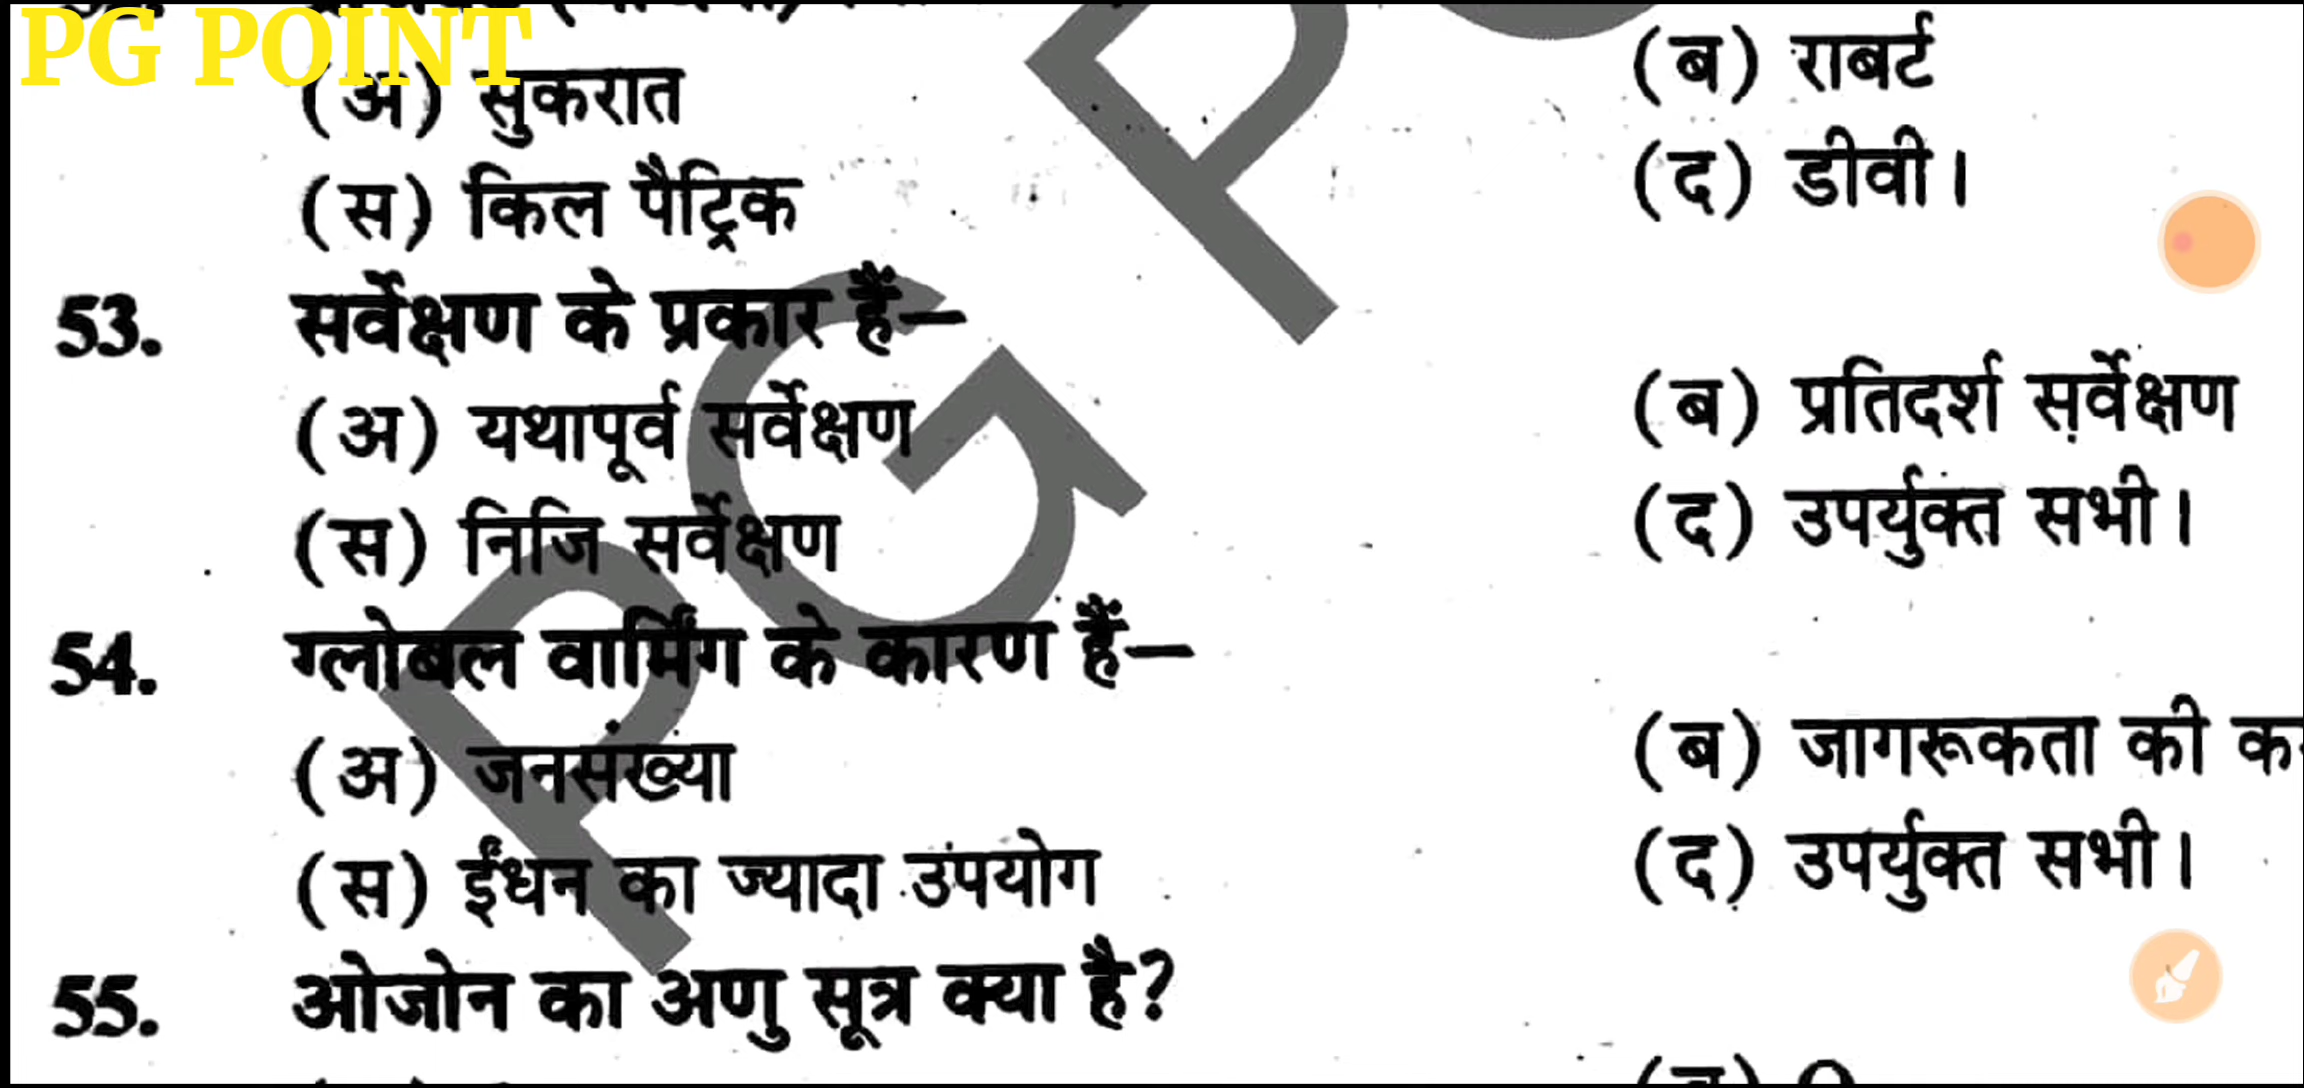 PG POINT
(अ) सुकरात (ब) राबर्ट
(स) किल पैट्रिक (द) डीवी।
53. सर्वेक्षण के प्रकार हैं—
(अ) यथापूर्व सर्वेक्षण (ब) प्रतिदर्श सर्वेक्षण
(स) निजि सर्वेक्षण (द) उपर्युक्त सभी।
54. ग्लोबल वार्मिंग के कारण हैं—
(अ) जनसंख्या (ब) जागरूकता की
(स) ईंधन का ज्यादा उपयोग (द) उपर्युक्त सभी।
55. ओजोन का अणु सूत्र क्या है?
PG P